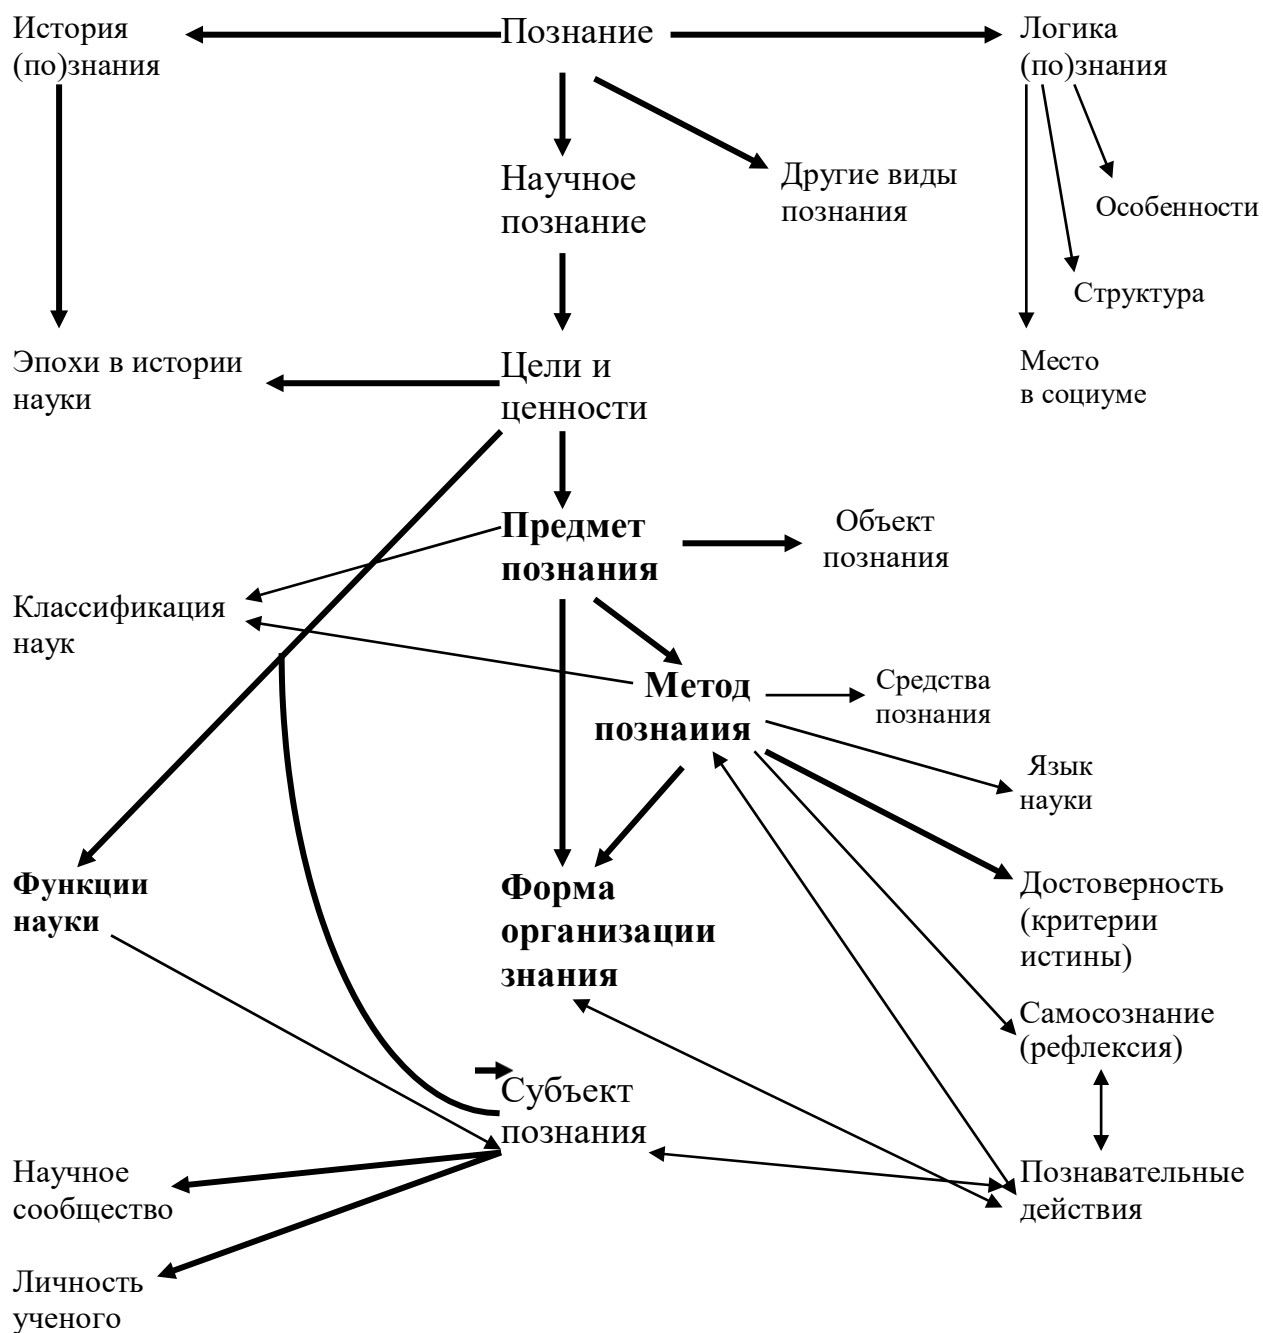 История
(по)знания
Познание
Логика
(по)знания
Научное
познание
Другие виды
познания
Особенности
Структура
Эпохи в истории
науки
Цели и
ценности
Место
в социуме
Предмет
познания
Объект
познания
Классификация
наук
Метод
познаиия
Средства
познания
Язык
науки
Функции
науки
Форма
организации
знания
Достоверность
(критерии
истины)
Самосознание
(рефлексия)
Субъект
познания
Научное
сообщество
Познавательные
действия
Личность
ученого